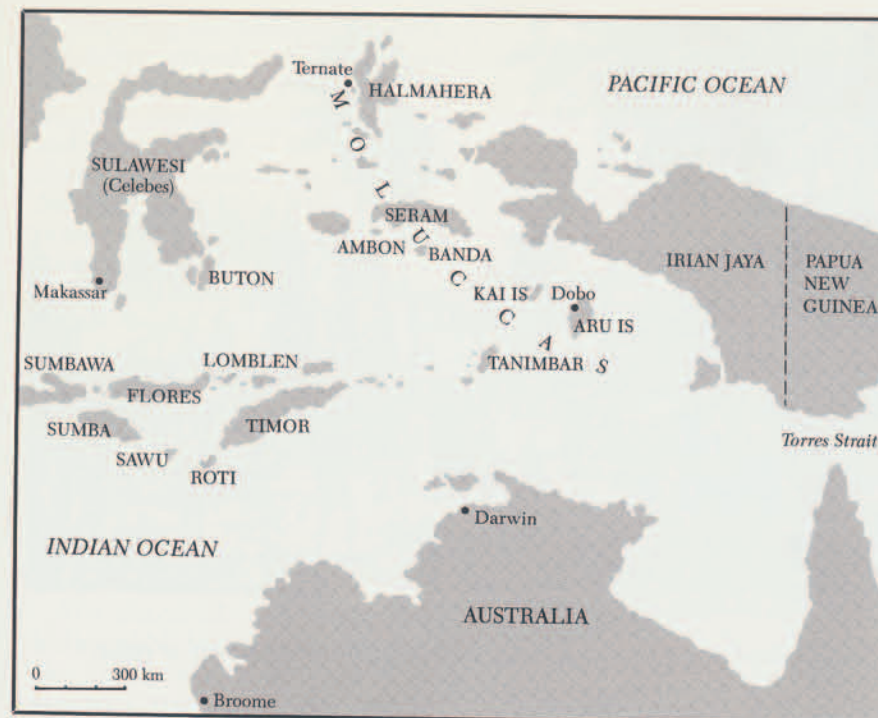 Ternate
HALMAHERA
PACIFIC OCEAN
MOLUCCAS
SULAWESI
(Celebes)
SERAM
AMBON
BANDA
IRIAN JAYA
PAPUA
NEW
GUINEA
Makassar
BUTON
KAI IS
Dobo
ARU IS
SUMBAWA
LOMBLEN
TANIMBAR
FLORES
SUMBA
TIMOR
SAWU
ROTI
Torres Strait
Darwin
INDIAN OCEAN
AUSTRALIA
0 300 km
Broome